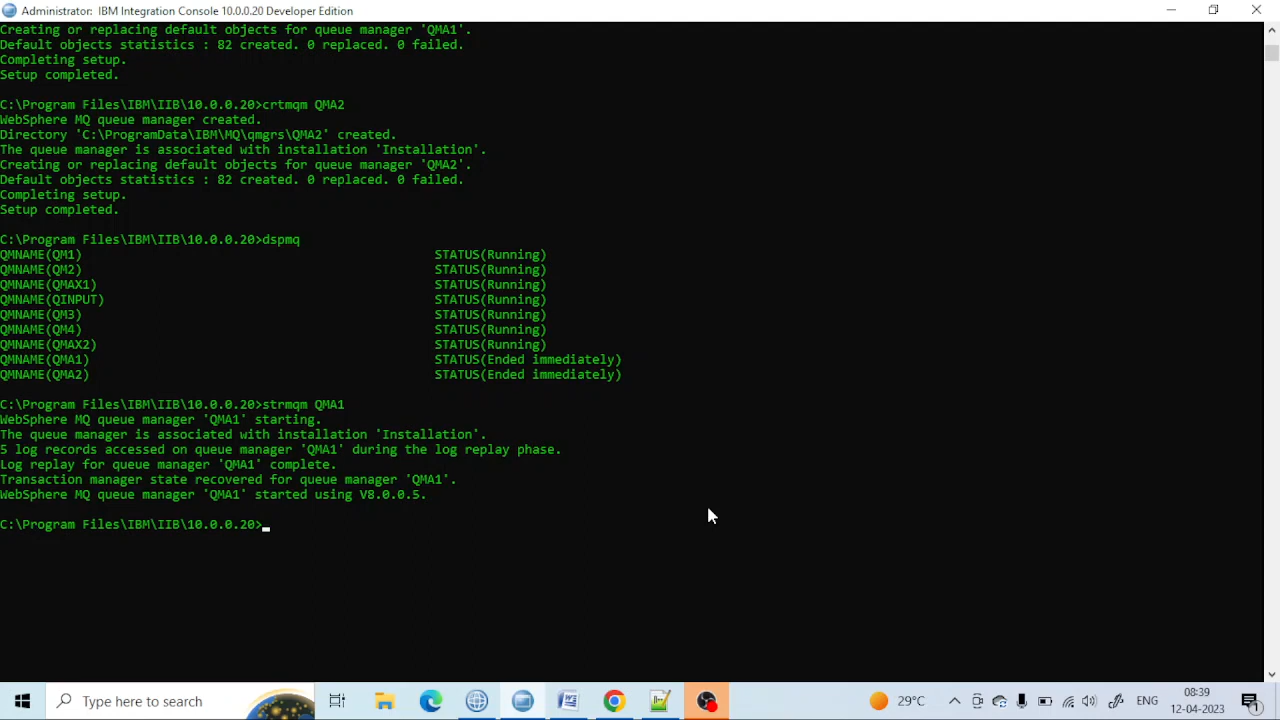 Administrator: IBM Integration Console 10.0.0.20 Developer Edition
Creating or replacing default objects for queue manager 'QMA1'.
Default objects statistics : 82 created. 0 replaced. 0 failed.
Completing setup.
Setup completed.
C:\Program Files\IBM\IIB\10.0.0.20>crtmqm QMA2
WebSphere MQ queue manager created.
Directory 'C:\ProgramData\IBM\MQ\qmgrs\QMA2' created.
The queue manager is associated with installation 'Installation'.
Creating or replacing default objects for queue manager 'QMA2'.
Default objects statistics : 82 created. 0 replaced. 0 failed.
Completing setup.
Setup completed.
C:\Program Files\IBM\IIB\10.0.0.20>dspmq
QMNAME(QM1) STATUS(Running)
QMNAME(QM2) STATUS(Running)
QMNAME(QMAX1) STATUS(Running)
QMNAME(QINPUT) STATUS(Running)
QMNAME(QM3) STATUS(Running)
QMNAME(QM4) STATUS(Running)
QMNAME(QMAX2) STATUS(Running)
QMNAME(QMA1) STATUS(Ended immediately)
QMNAME(QMA2) STATUS(Ended immediately)
C:\Program Files\IBM\IIB\10.0.0.20>strmqm QMA1
WebSphere MQ queue manager 'QMA1' starting.
The queue manager is associated with installation 'Installation'.
5 log records accessed on queue manager 'QMA1' during the log replay phase.
Log replay for queue manager 'QMA1' complete.
Transaction manager state recovered for queue manager 'QMA1'.
WebSphere MQ queue manager 'QMA1' started using V8.0.0.5.
C:\Program Files\IBM\IIB\10.0.0.20>
Type here to search
29°C
ENG
08:39
12-04-2023
1